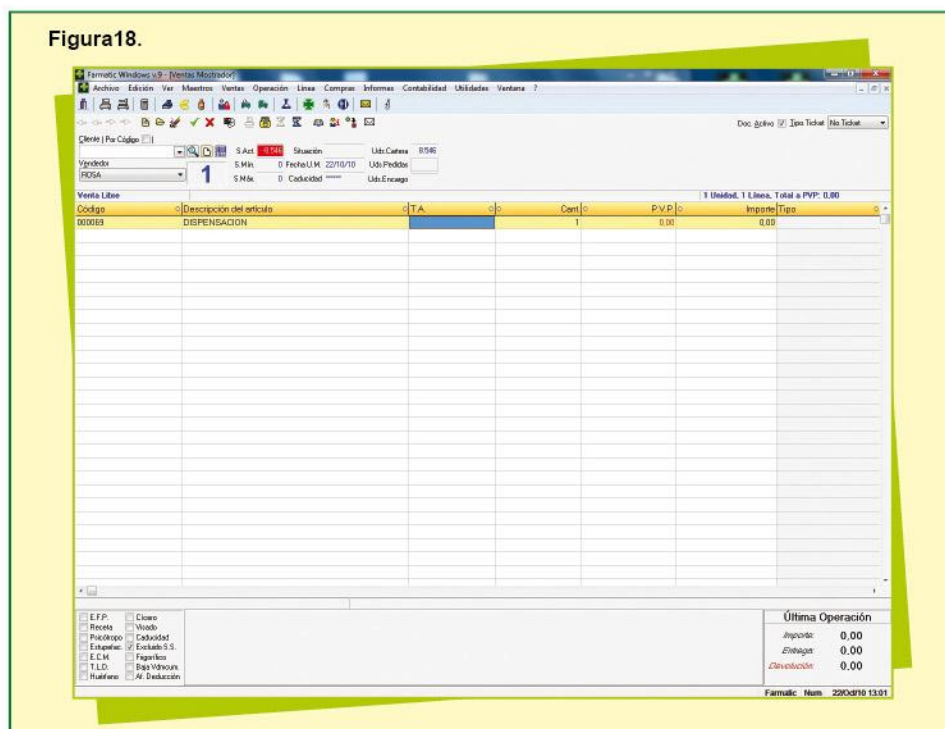 Figura18.
Farmatic Windows v.9 - [Ventas Mostrador]
Archivo Edición Ver Maestros Ventas Operación Línea Compras Informes Contabilidad Utilidades Ventana ?
Doc. Activo Tipo Ticket No Ticket
Cliente | Por Código |
S.Act. -8.546 Situación Uds.Cartera 8.546
Vendedor
S.Mín. 0 Fecha U.M. 22/10/10 Uds.Pedidas
ROSA 1
S.Máx. 0 Caducidad Uds.Encargo
Venta Libre 1 Unidad, 1 Línea, Total a PVP: 0,00
Código Descripción del artículo T.A. Cant P.V.P. Importe Tipo
000069 DISPENSACION 1 0,00 0,00
E.F.P. Cícero
Receta Visado
Psicótropo Caducidad
Estupefac. Excluido S.S.
E.C.M. Frigorífico
T.L.D. Baja Vdmcum.
Huérfano Af. Deducción
Última Operación
Importe: 0,00
Entrega: 0,00
Devolución: 0,00
Farmatic Num 22/Oct/10 13:01